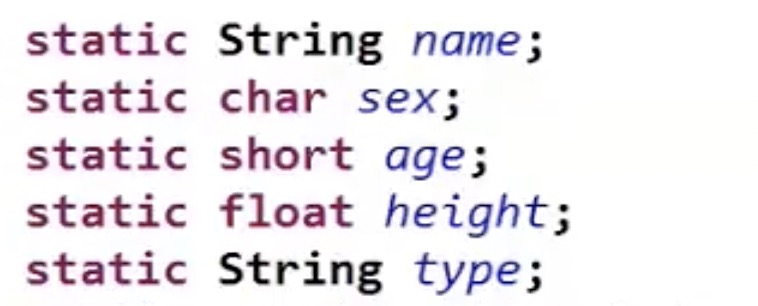 static String name;
static char sex;
static short age;
static float height;
static String type;